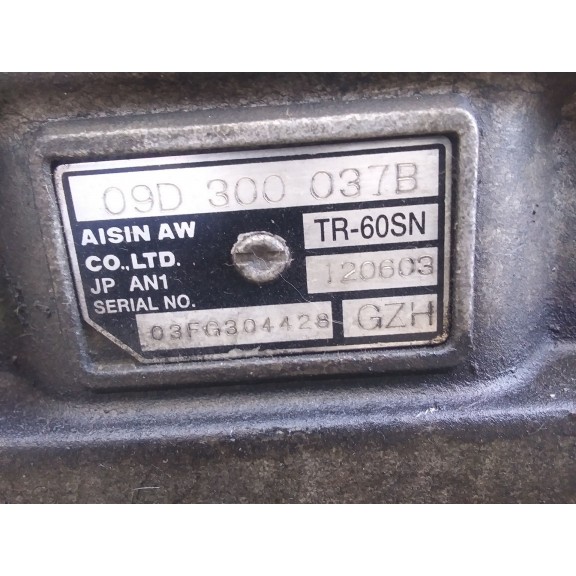 09D 300 037B
AISIN AW
CO.,LTD.
JP AN1
SERIAL NO.
TR-60SN
120603
03FG304428
GZH